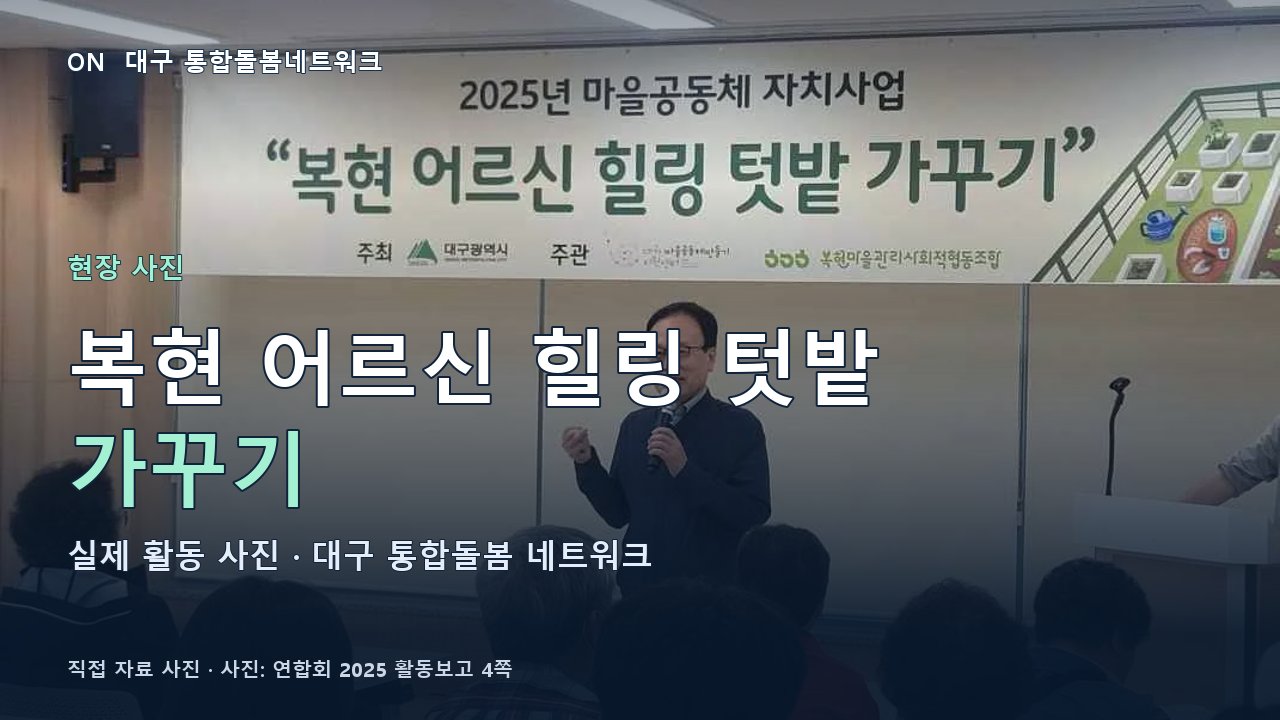 ON 대구 통합돌봄네트워크
2025년 마을공동체 자치사업
“복현 어르신 힐링 텃밭 가꾸기”
주최 대구광역시 주관 복현마을관리사회적협동조합
현장 사진
복현 어르신 힐링 텃밭
가꾸기
실제 활동 사진 · 대구 통합돌봄 네트워크
직접 자료 사진 · 사진: 연합회 2025 활동보고 4쪽